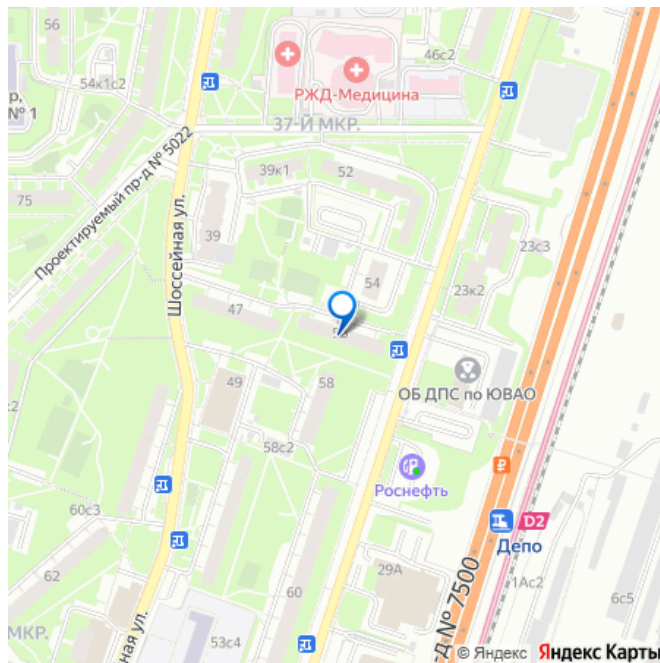 56
54к1с2
р,
№ 1
46с2
РЖД-Медицина
37-Й МКР.
Проектируемый пр-д № 5022
39к1
52
75
Шоссейная ул.
39
23с3
54
23к2
47
ОБ ДПС по ЮВАО
49
58
58с2
Роснефть
₽
D2
Депо
60с3
62
29А
1Ас2
6с5
60
МКР.
53с4
ная ул.
д № 7500
© Яндекс Яндекс Карты